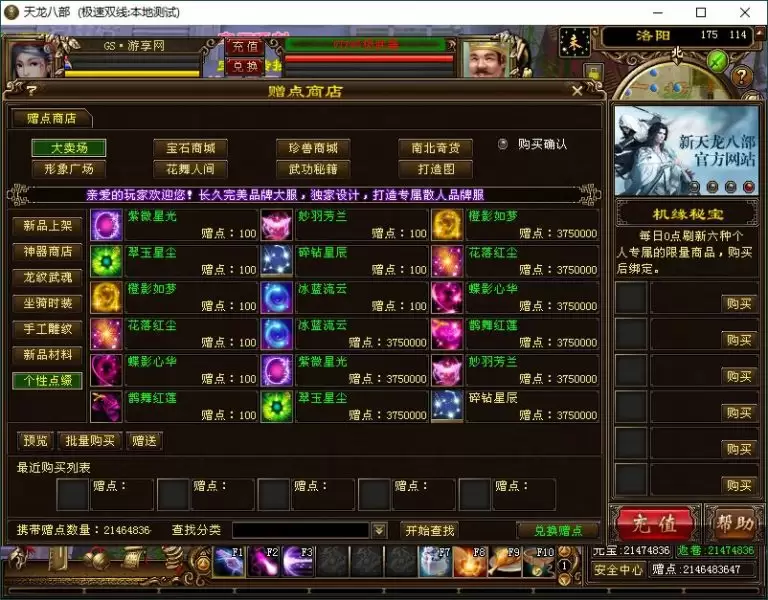 天龙八部 (极速双线:本地测试)
GS·游享网
充值
兑换
洛阳 175 114
北
赠点商店
赠点商店
大卖场 宝石商城 珍兽商城 南北奇货 购买确认
形象广场 花舞人间 武功秘籍 打造图
亲爱的玩家欢迎您！长久完美品牌大服，独家设计，打造专属散人品牌服
新品上架
神器商店
龙纹武魂
坐骑时装
手工雕纹
新品材料
个性点缀
紫微星光 赠点：100
妙羽芳兰 赠点：100
橙影如梦 赠点：3750000
翠玉星尘 赠点：100
碎钻星辰 赠点：100
花落红尘 赠点：3750000
橙影如梦 赠点：100
冰蓝流云 赠点：100
蝶影心华 赠点：3750000
花落红尘 赠点：100
冰蓝流云 赠点：3750000
鹊舞红莲 赠点：3750000
蝶影心华 赠点：100
紫微星光 赠点：3750000
妙羽芳兰 赠点：3750000
鹊舞红莲 赠点：100
翠玉星尘 赠点：3750000
碎钻星辰 赠点：3750000
预览 批量购买 赠送
最近购买列表
赠点： 赠点： 赠点： 赠点： 赠点：
携带赠点数量：21464836 查找分类 开始查找 兑换赠点
新天龙八部
官方网站
机缘秘宝
每日0点刷新六种个
人专属的限量商品，购买
后绑定。
购买
购买
购买
购买
购买
购买
充值 帮助
元宝:21474836
安全中心 赠点:2146483647
F1 F2 F3 F7 F8 F9 F10
1